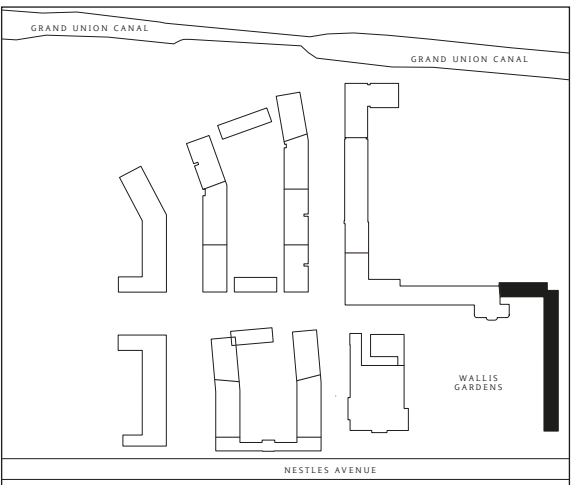 GRAND UNION CANAL
GRAND UNION CANAL
WALLIS
GARDENS
NESTLES AVENUE